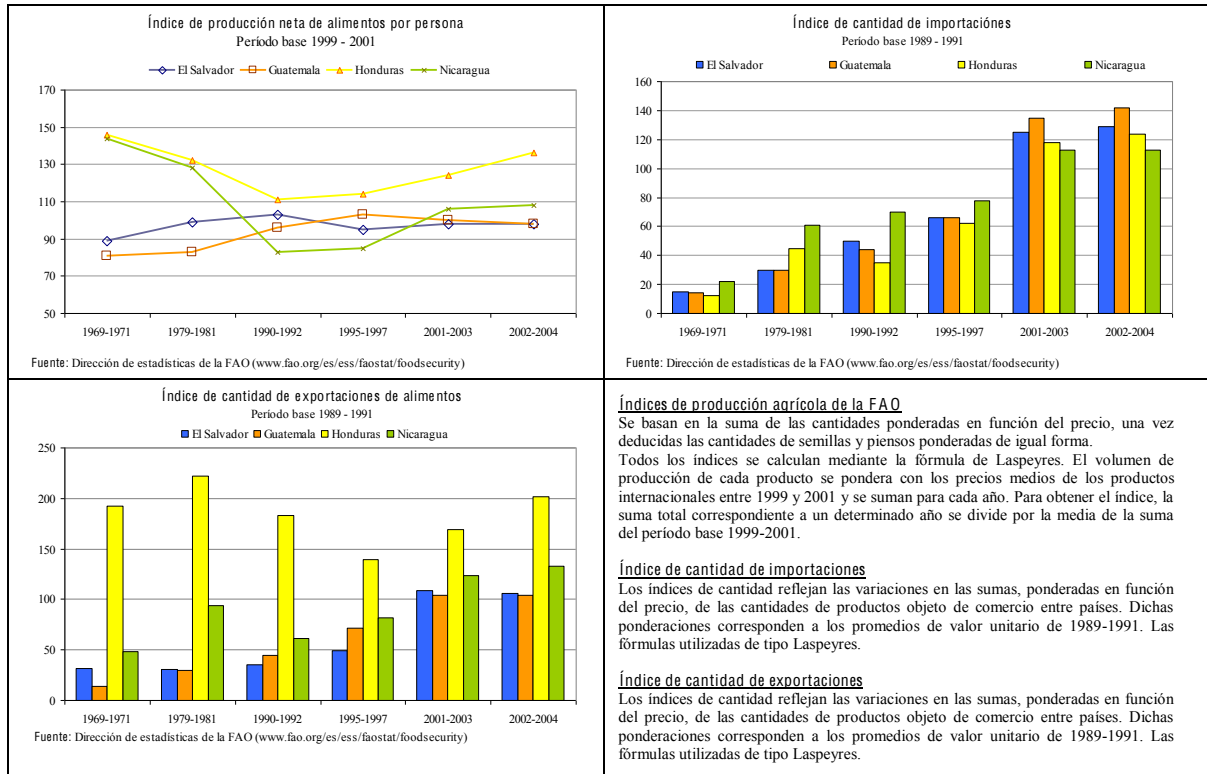 Índice de producción neta de alimentos por persona
Período base 1999 - 2001
El Salvador Guatemala Honduras Nicaragua
170
150
130
110
90
70
50
1969-1971 1979-1981 1990-1992 1995-1997 2001-2003 2002-2004
Fuente: Dirección de estadísticas de la FAO (www.fao.org/es/ess/faostat/foodsecurity)
Índice de cantidad de importaciónes
Período base 1989 - 1991
El Salvador Guatemala Honduras Nicaragua
160
140
120
100
80
60
40
20
0
1969-1971 1979-1981 1990-1992 1995-1997 2001-2003 2002-2004
Fuente: Dirección de estadísticas de la FAO (www.fao.org/es/ess/faostat/foodsecurity)
Índice de cantidad de exportaciones de alimentos
Período base 1989 - 1991
El Salvador Guatemala Honduras Nicaragua
250
200
150
100
50
0
1969-1971 1979-1981 1990-1992 1995-1997 2001-2003 2002-2004
Fuente: Dirección de estadísticas de la FAO (www.fao.org/es/ess/faostat/foodsecurity)
Índices de producción agrícola de la FAO
Se basan en la suma de las cantidades ponderadas en función del precio, una vez
deducidas las cantidades de semillas y piensos ponderadas de igual forma.
Todos los índices se calculan mediante la fórmula de Laspeyres. El volumen de
producción de cada producto se pondera con los precios medios de los productos
internacionales entre 1999 y 2001 y se suman para cada año. Para obtener el índice, la
suma total correspondiente a un determinado año se divide por la media de la suma
del período base 1999-2001.
Índice de cantidad de importaciones
Los índices de cantidad reflejan las variaciones en las sumas, ponderadas en función
del precio, de las cantidades de productos objeto de comercio entre países. Dichas
ponderaciones corresponden a los promedios de valor unitario de 1989-1991. Las
fórmulas utilizadas de tipo Laspeyres.
Índice de cantidad de exportaciones
Los índices de cantidad reflejan las variaciones en las sumas, ponderadas en función
del precio, de las cantidades de productos objeto de comercio entre países. Dichas
ponderaciones corresponden a los promedios de valor unitario de 1989-1991. Las
fórmulas utilizadas de tipo Laspeyres.